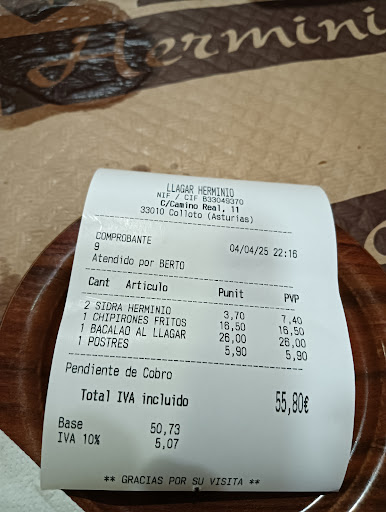 Hermini
LLAGAR HERMINIO
NIF / CIF B33049370
C/Camino Real, 11
33010 Colloto (Asturias)
COMPROBANTE
9 04/04/25 22:16
Atendido por BERTO
Cant Articulo Punit PVP
2 SIDRA HERMINIO 3,70 7,40
1 CHIPIRONES FRITOS 16,50 16,50
1 BACALAO AL LLAGAR 26,00 26,00
1 POSTRES 5,90 5,90
Pendiente de Cobro
Total IVA incluido 55,80€
Base 50,73
IVA 10% 5,07
** GRACIAS POR SU VISITA **